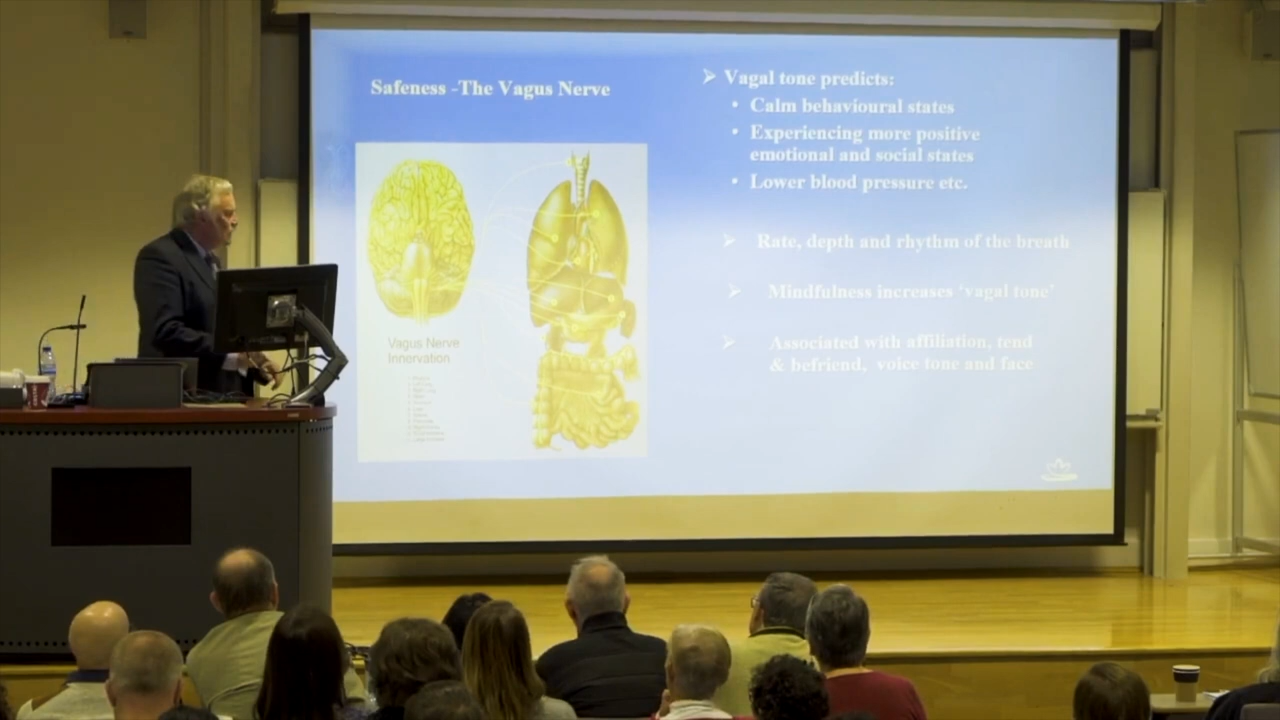 Safeness -The Vagus Nerve
Vagus Nerve
Innervation
➢ Vagal tone predicts:
• Calm behavioural states
• Experiencing more positive
emotional and social states
• Lower blood pressure etc.
➢ Rate, depth and rhythm of the breath
➢ Mindfulness increases ‘vagal tone’
➢ Associated with affiliation, tend
& befriend, voice tone and face